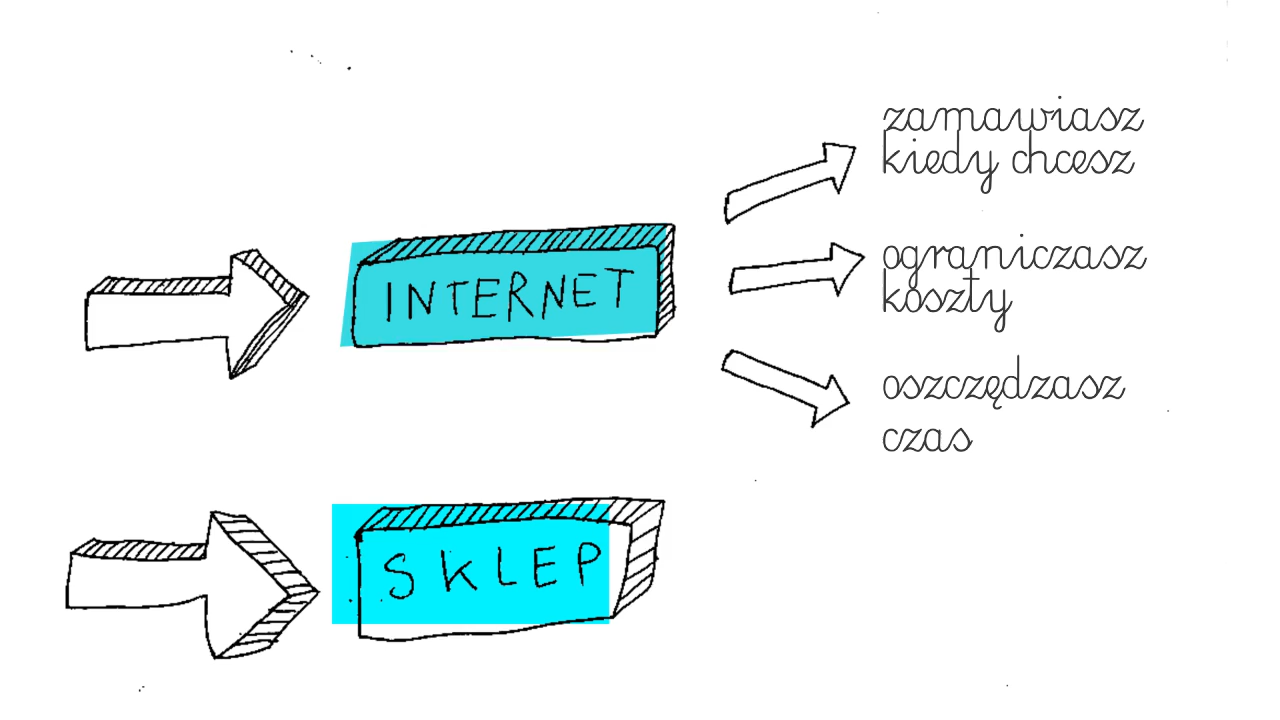 zamawiasz
kiedy chcesz
INTERNET
ograniczasz
koszty
oszczędzasz
czas
SKLEP